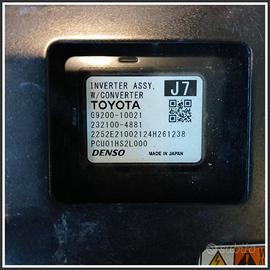 INVERTER ASSY, J7
W/CONVERTER
TOYOTA
G9200-10021
232100-4881
2252E21002124H261238
PCU01HS2L000
DENSO MADE IN JAPAN